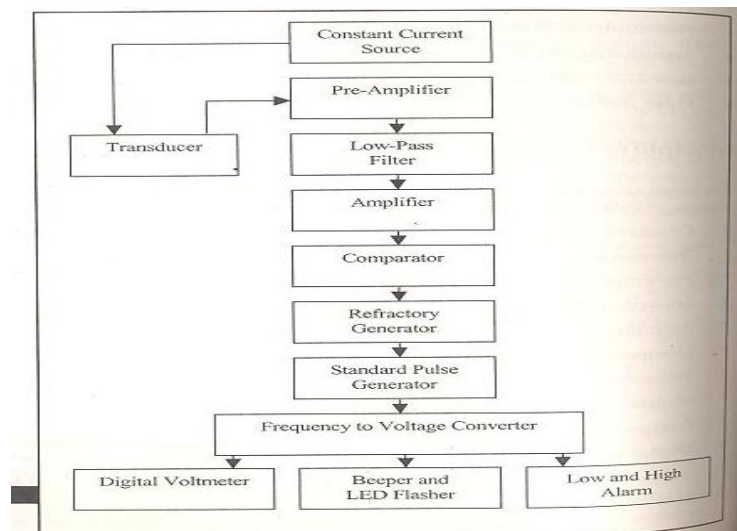 Constant Current
Source
Pre-Amplifier
Transducer
Low-Pass
Filter
Amplifier
Comparator
Refractory
Generator
Standard Pulse
Generator
Frequency to Voltage Converter
Digital Voltmeter
Beeper and
LED Flasher
Low and High
Alarm